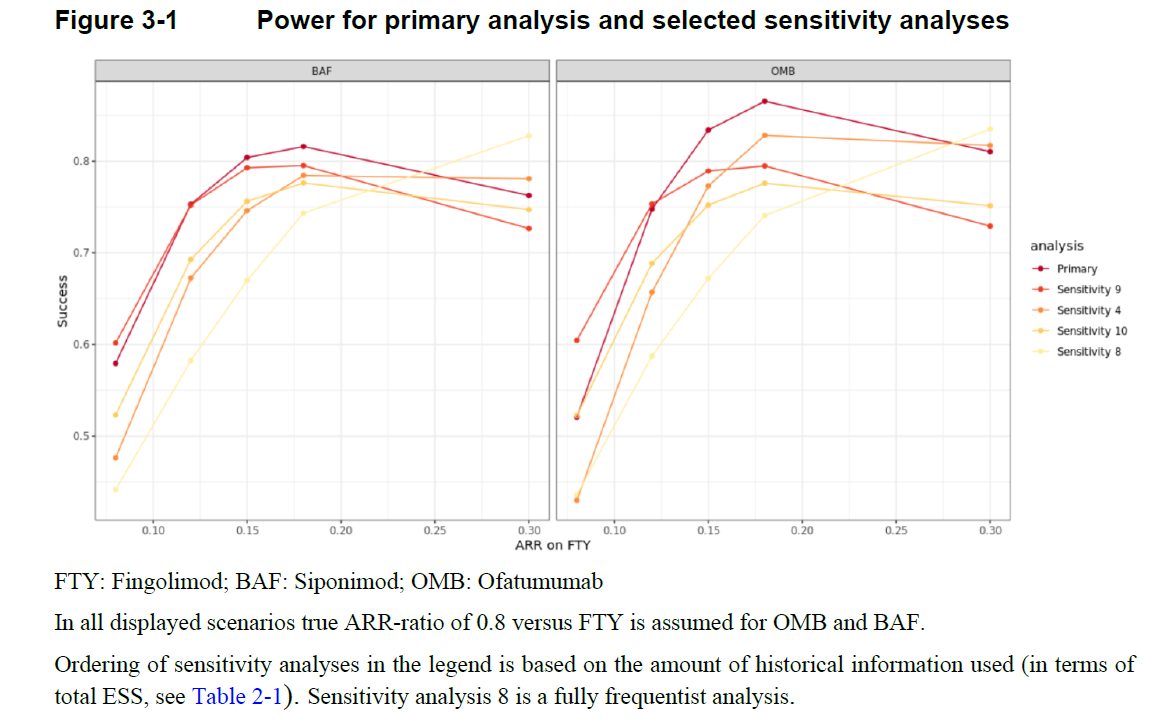 Figure 3-1 Power for primary analysis and selected sensitivity analyses
BAF
OMB
0.8
0.7
0.6
0.5
Success
0.10 0.15 0.20 0.25 0.30
0.10 0.15 0.20 0.25 0.30
ARR on FTY
analysis
Primary
Sensitivity 9
Sensitivity 4
Sensitivity 10
Sensitivity 8
FTY: Fingolimod; BAF: Siponimod; OMB: Ofatumumab
In all displayed scenarios true ARR-ratio of 0.8 versus FTY is assumed for OMB and BAF.
Ordering of sensitivity analyses in the legend is based on the amount of historical information used (in terms of
total ESS, see Table 2-1). Sensitivity analysis 8 is a fully frequentist analysis.